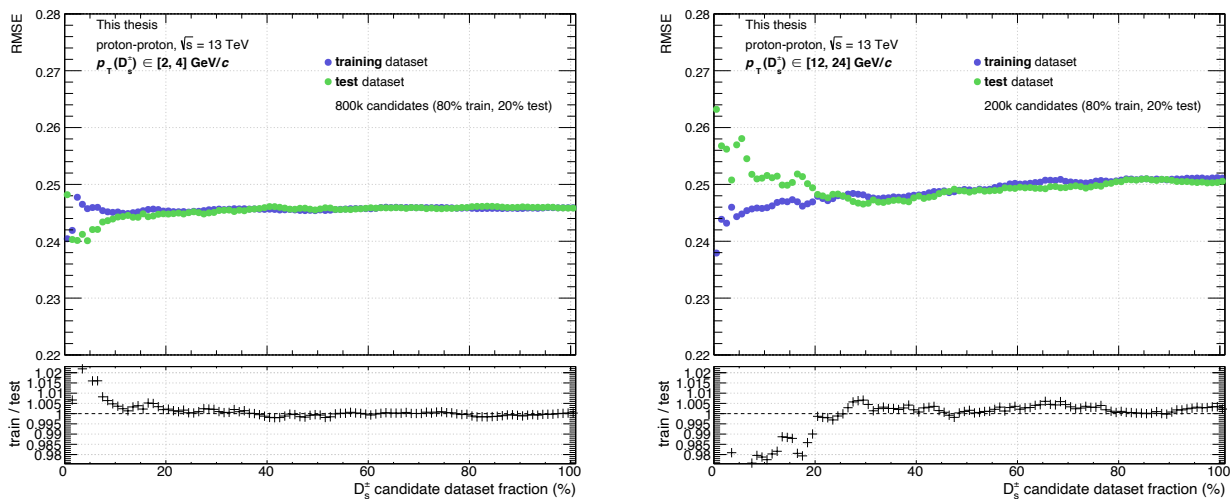 RMSE
0.28
0.27
0.26
0.25
0.24
0.23
0.22
This thesis
proton-proton, √s = 13 TeV
p_T(D_s^±) ∈ [2, 4] GeV/c
training dataset
test dataset
800k candidates (80% train, 20% test)
train / test
1.02
1.015
1.01
1.005
1
0.995
0.99
0.985
0.98
0 20 40 60 80 100
D_s^± candidate dataset fraction (%)
RMSE
0.28
0.27
0.26
0.25
0.24
0.23
0.22
This thesis
proton-proton, √s = 13 TeV
p_T(D_s^±) ∈ [12, 24] GeV/c
training dataset
test dataset
200k candidates (80% train, 20% test)
train / test
1.02
1.015
1.01
1.005
1
0.995
0.99
0.985
0.98
0 20 40 60 80 100
D_s^± candidate dataset fraction (%)